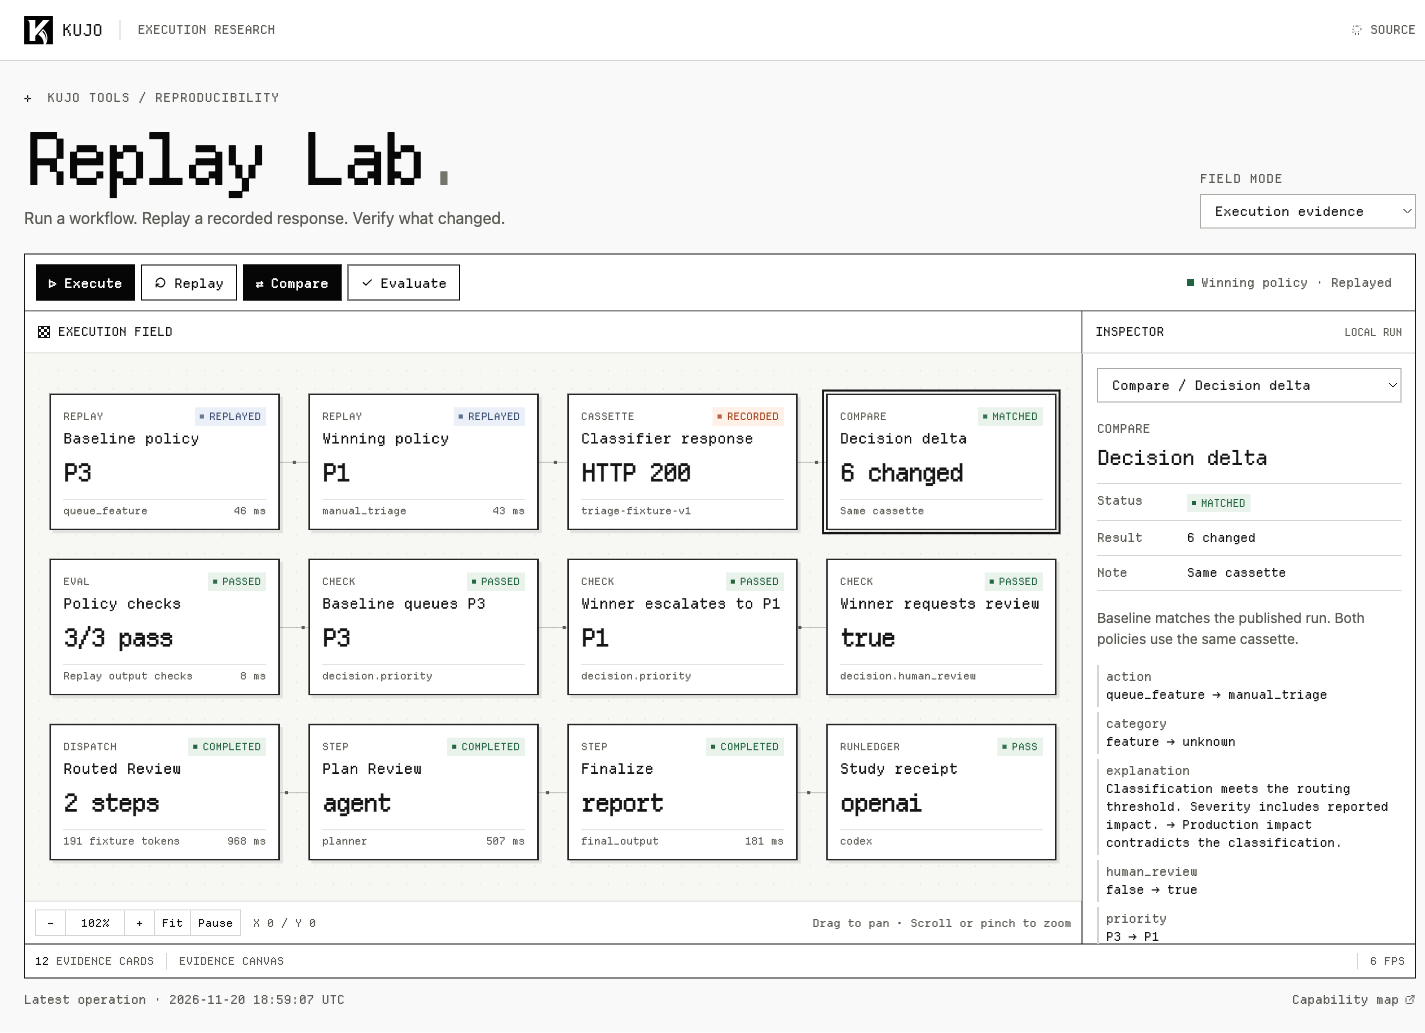 KUJO
EXECUTION RESEARCH
SOURCE
KUJO TOOLS / REPRODUCIBILITY
Replay Lab.
Run a workflow. Replay a recorded response. Verify what changed.
FIELD MODE
Execution evidence
Execute
Replay
Compare
Evaluate
Winning policy · Replayed
EXECUTION FIELD
REPLAY
REPLAYED
Baseline policy
P3
queue_feature
46 ms
REPLAY
REPLAYED
Winning policy
P1
manual_triage
43 ms
CASSETTE
RECORDED
Classifier response
HTTP 200
triage-fixture-v1
COMPARE
MATCHED
Decision delta
6 changed
Same cassette
EVAL
PASSED
Policy checks
3/3 pass
Replay output checks
8 ms
CHECK
PASSED
Baseline queues P3
P3
decision.priority
CHECK
PASSED
Winner escalates to P1
P1
decision.priority
CHECK
PASSED
Winner requests review
true
decision.human_review
DISPATCH
COMPLETED
Routed Review
2 steps
191 fixture tokens
968 ms
STEP
COMPLETED
Plan Review
agent
planner
507 ms
STEP
COMPLETED
Finalize
report
final_output
181 ms
RUNLEDGER
PASS
Study receipt
openai
codex
− 102% + Fit Pause X 0 / Y 0
Drag to pan · Scroll or pinch to zoom
INSPECTOR
LOCAL RUN
Compare / Decision delta
COMPARE
Decision delta
Status MATCHED
Result 6 changed
Note Same cassette
Baseline matches the published run. Both
policies use the same cassette.
action
queue_feature → manual_triage
category
feature → unknown
explanation
Classification meets the routing
threshold. Severity includes reported
impact. → Production impact
contradicts the classification.
human_review
false → true
priority
P3 → P1
12 EVIDENCE CARDS
EVIDENCE CANVAS
6 FPS
Latest operation · 2026-11-20 18:59:07 UTC
Capability map